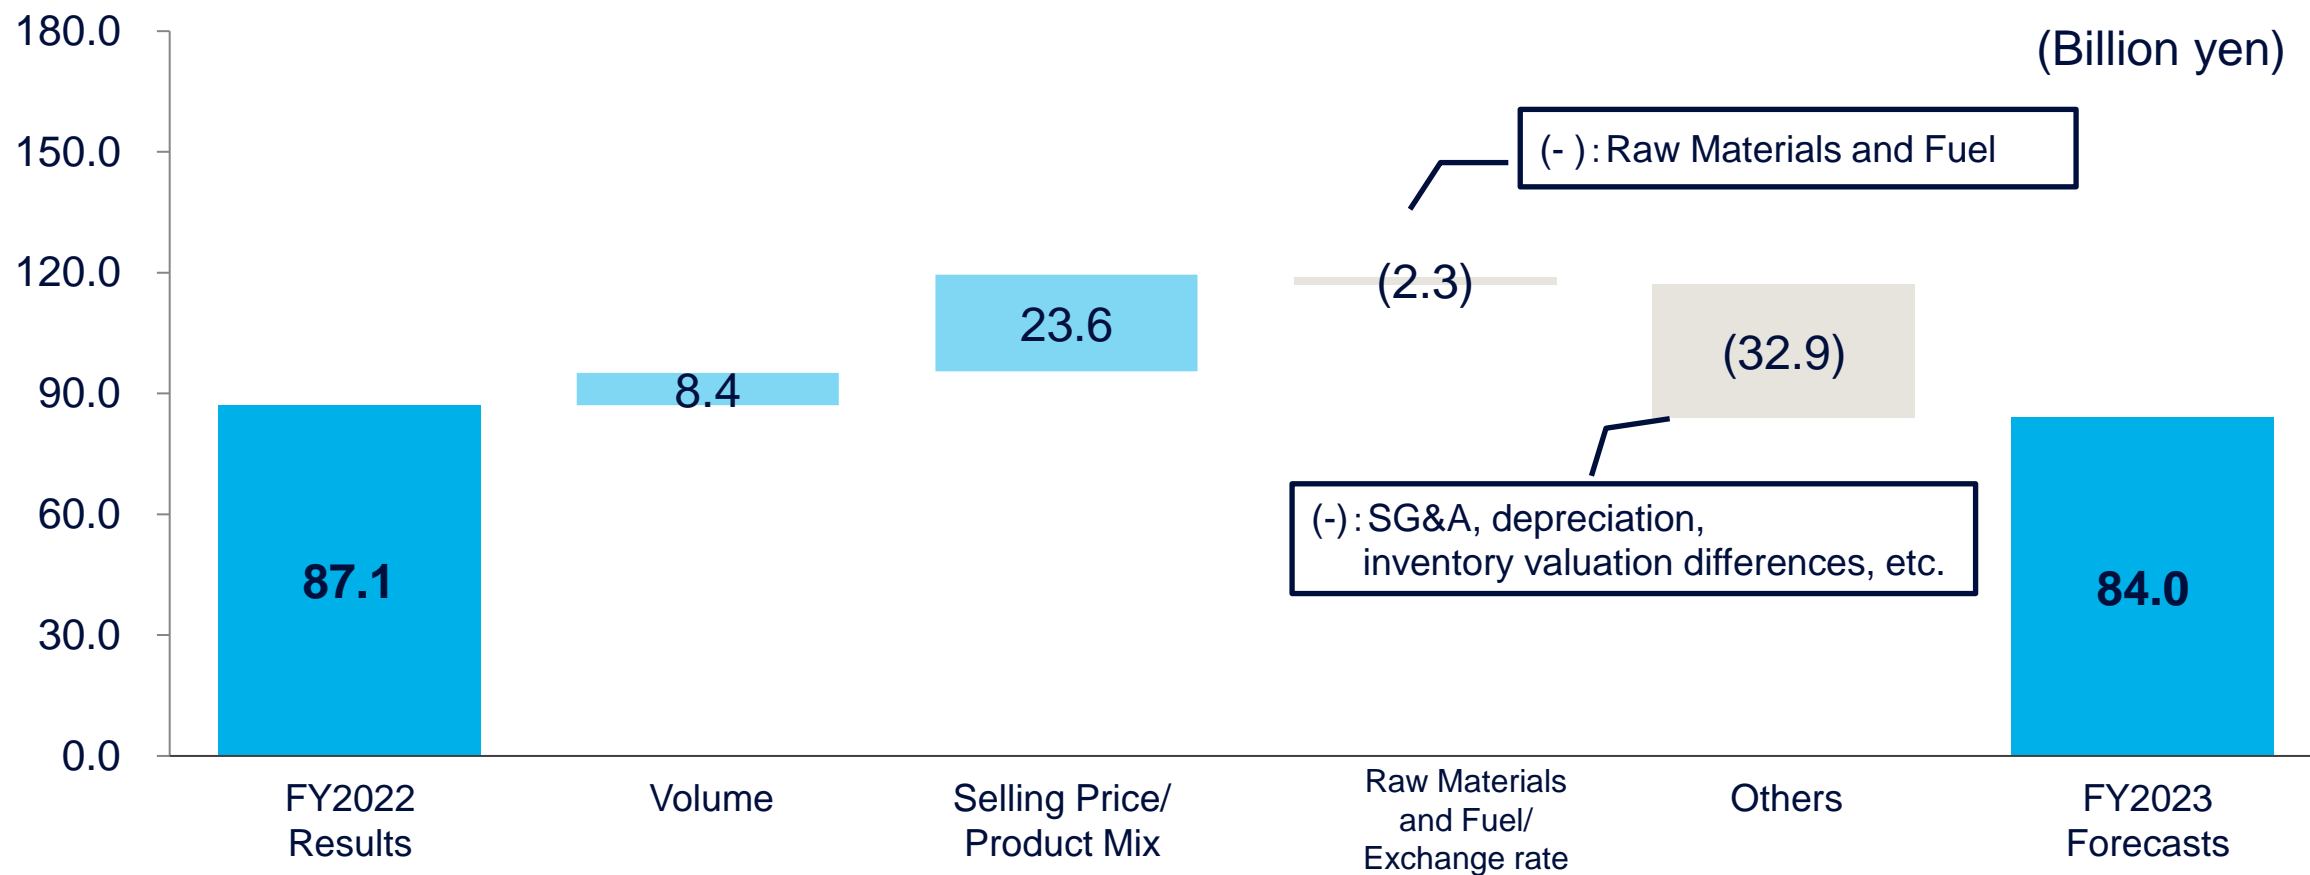 (Billion yen)
180.0
150.0
120.0
90.0
60.0
30.0
0.0
(- ) : Raw Materials and Fuel
87.1
8.4
23.6
(2.3)
(32.9)
84.0
(-) : SG&A, depreciation,
inventory valuation differences, etc.
FY2022
Results
Volume
Selling Price/
Product Mix
Raw Materials
and Fuel/
Exchange rate
Others
FY2023
Forecasts